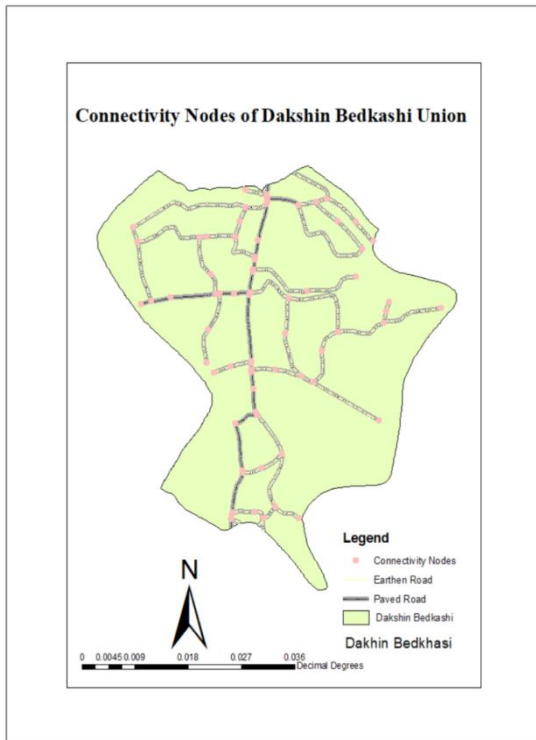 Connectivity Nodes of Dakshin Bedkashi Union
Legend
Connectivity Nodes
Earthen Road
Paved Road
Dakshin Bedkashi
Dakhin Bedkhasi
N
0 0.0045 0.009 0.018 0.027 0.036
Decimal Degrees